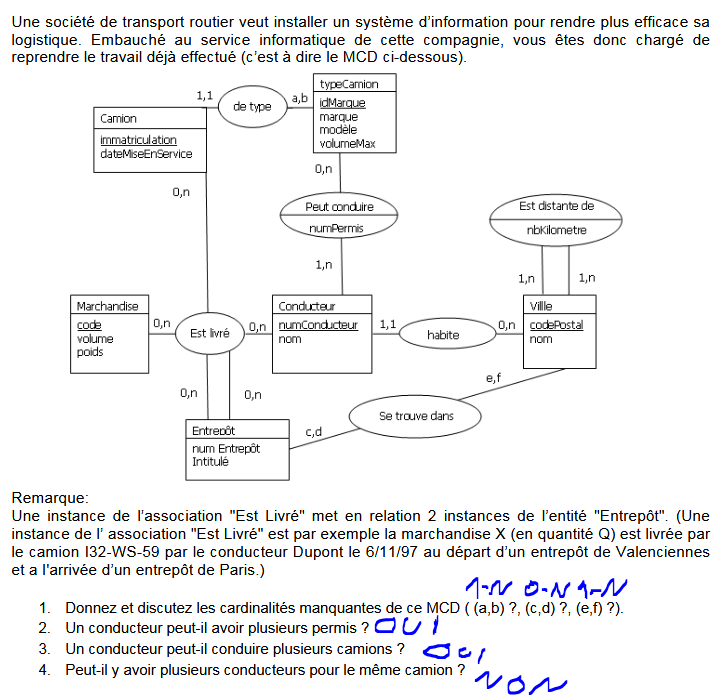 Une société de transport routier veut installer un système d'information pour rendre plus efficace sa
logistique. Embauché au service informatique de cette compagnie, vous êtes donc chargé de
reprendre le travail déjà effectué (c'est à dire le MCD ci-dessous).
typeCamion
1,1
de type
a,b
idMarque
marque
modèle
volumeMax
Camion
immatriculation
dateMiseEnService
0,n
0,n
Peut conduire
numPermis
Est distante de
nbKilometre
1,n
1,n
1,n
Marchandise
code
volume
poids
0,n
Est livré
0,n
Conducteur
numConducteur
nom
1,1
habite
0,n
Villle
codePostal
nom
0,n
0,n
e,f
Se trouve dans
c,d
Entrepôt
num Entrepôt
Intitulé
Remarque:
Une instance de l'association "Est Livré" met en relation 2 instances de l'entité "Entrepôt". (Une
instance de l' association "Est Livré" est par exemple la marchandise X (en quantité Q) est livrée par
le camion I32-WS-59 par le conducteur Dupont le 6/11/97 au départ d'un entrepôt de Valenciennes
et a l'arrivée d'un entrepôt de Paris.)
1-N 0-N 1-N
1. Donnez et discutez les cardinalités manquantes de ce MCD ( (a,b) ?, (c,d) ?, (e,f) ?).
2. Un conducteur peut-il avoir plusieurs permis ? OUI
3. Un conducteur peut-il conduire plusieurs camions ? OUI
4. Peut-il y avoir plusieurs conducteurs pour le même camion ? NON